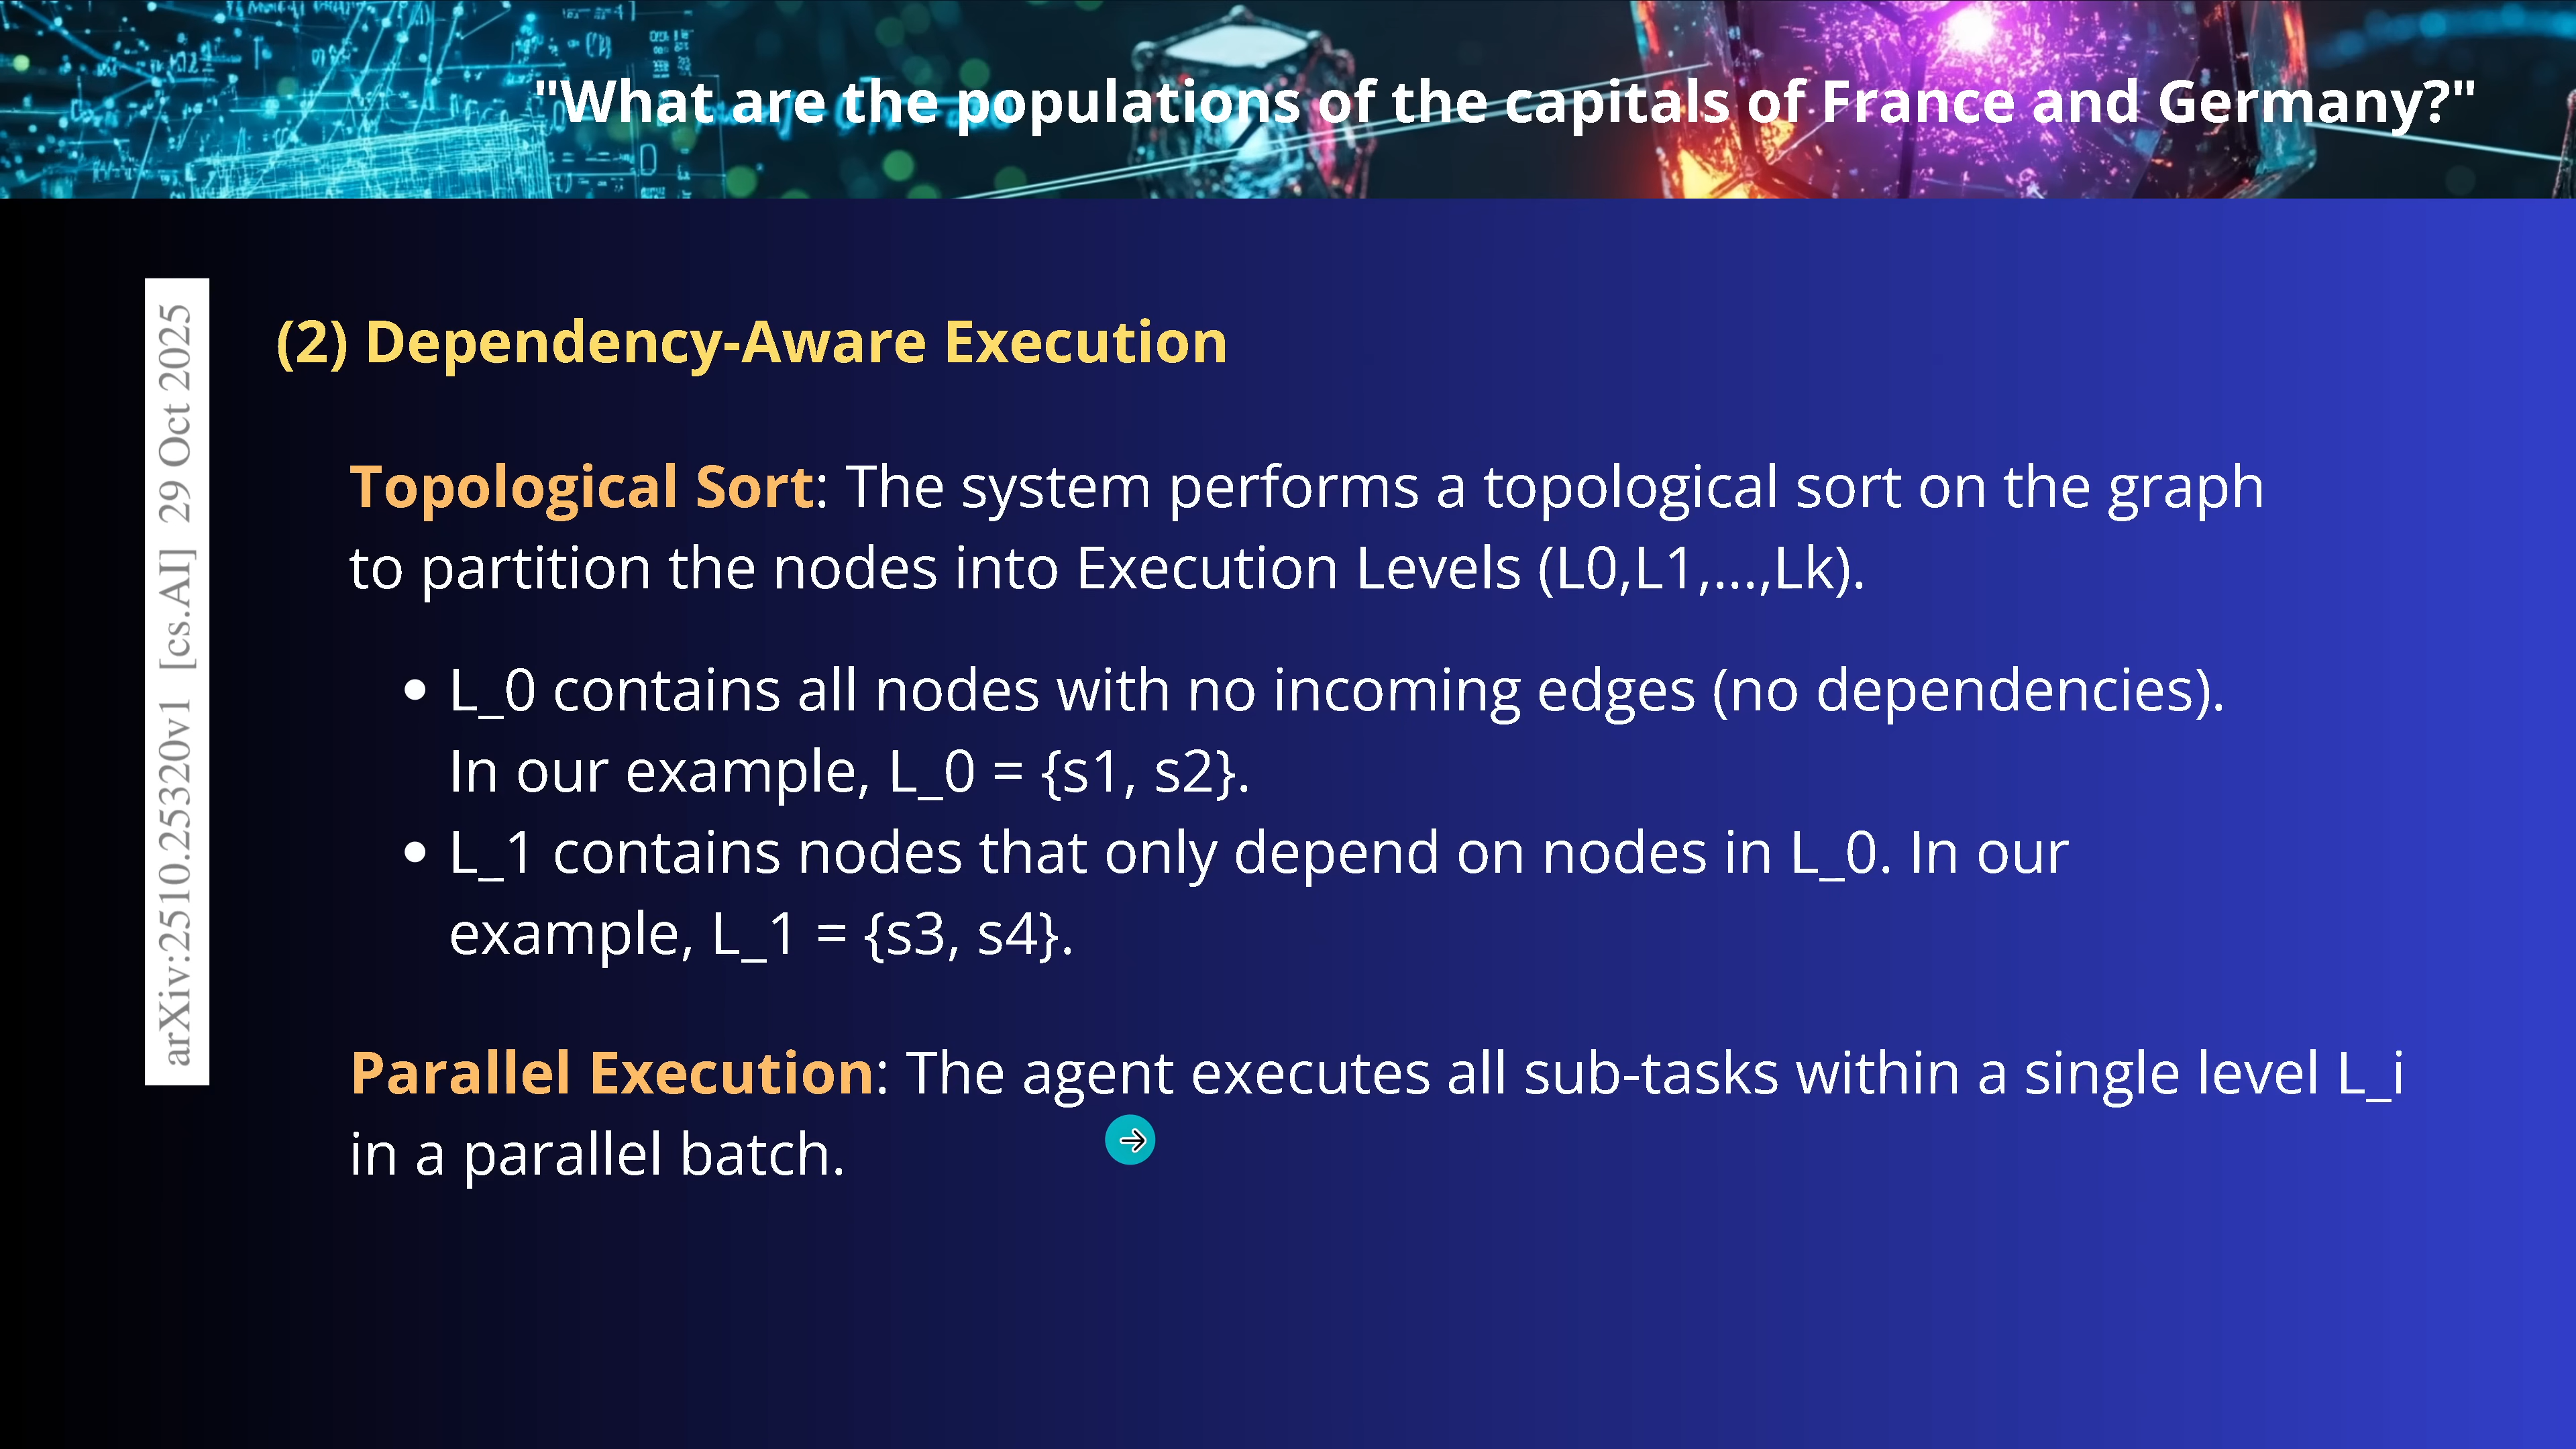 "What are the populations of the capitals of France and Germany?"
arXiv:2510.25320v1 [cs.AI] 29 Oct 2025
(2) Dependency-Aware Execution
Topological Sort: The system performs a topological sort on the graph
to partition the nodes into Execution Levels (L0,L1,...,Lk).
• L_0 contains all nodes with no incoming edges (no dependencies).
In our example, L_0 = {s1, s2}.
• L_1 contains nodes that only depend on nodes in L_0. In our
example, L_1 = {s3, s4}.
Parallel Execution: The agent executes all sub-tasks within a single level L_i
in a parallel batch.